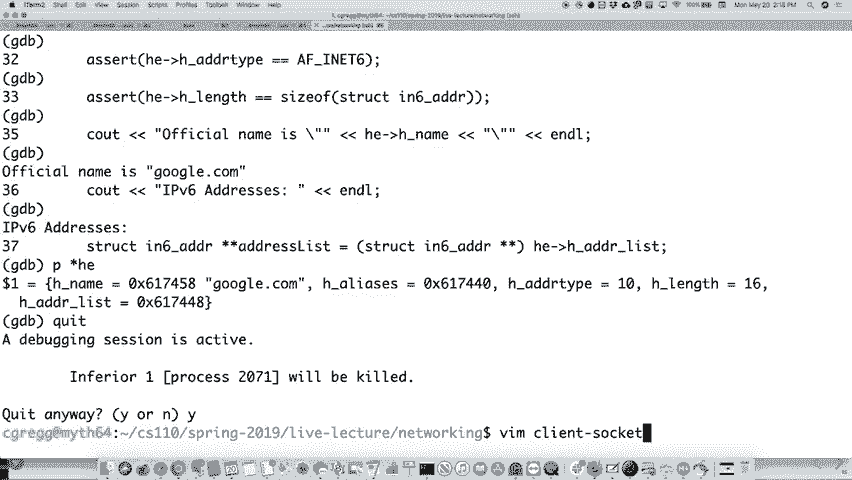 iTerm2 Shell Edit View Session Scripts Profiles Toolbelt Window Help 100% Mon May 20 2:18 PM
1. cgregg@myth64: ~/cs110/spring-2019/live-lecture/networking (ssh)
(gdb)
32 assert(he->h_addrtype == AF_INET6);
(gdb)
33 assert(he->h_length == sizeof(struct in6_addr));
(gdb)
35 cout << "Official name is \"" << he->h_name << "\"" << endl;
(gdb)
Official name is "google.com"
36 cout << "IPv6 Addresses: " << endl;
(gdb)
IPv6 Addresses:
37 struct in6_addr **addressList = (struct in6_addr **) he->h_addr_list;
(gdb) p *he
$1 = {h_name = 0x617458 "google.com", h_aliases = 0x617440, h_addrtype = 10, h_length = 16,
h_addr_list = 0x617448}
(gdb) quit
A debugging session is active.
Inferior 1 [process 2071] will be killed.
Quit anyway? (y or n) y
cgregg@myth64:~/cs110/spring-2019/live-lecture/networking$ vim client-socket